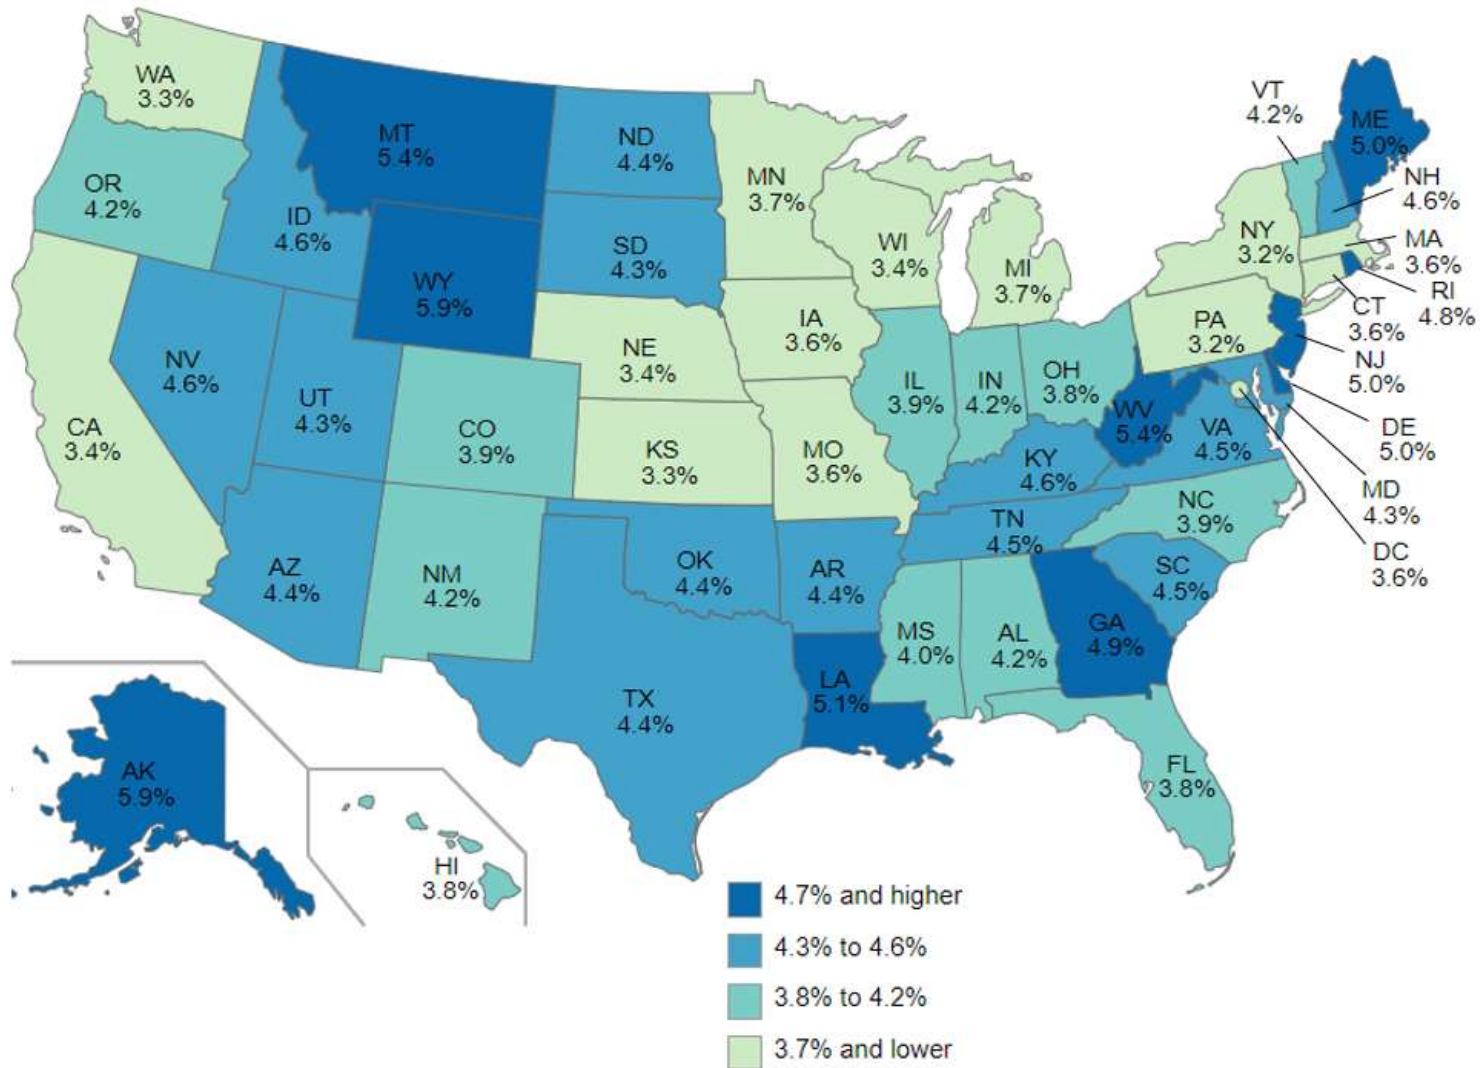 WA
3.3%
VT
4.2%
ME
5.0%
MT
5.4%
ND
4.4%
MN
3.7%
NH
4.6%
OR
4.2%
ID
4.6%
SD
4.3%
WI
3.4%
MI
3.7%
NY
3.2%
MA
3.6%
RI
4.8%
WY
5.9%
IA
3.6%
PA
3.2%
CT
3.6%
NJ
5.0%
NV
4.6%
UT
4.3%
NE
3.4%
IL
3.9%
IN
4.2%
OH
3.8%
WV
5.4%
DE
5.0%
CA
3.4%
CO
3.9%
KS
3.3%
MO
3.6%
KY
4.6%
VA
4.5%
MD
4.3%
NC
3.9%
TN
4.5%
DC
3.6%
AZ
4.4%
NM
4.2%
OK
4.4%
AR
4.4%
SC
4.5%
MS
4.0%
AL
4.2%
GA
4.9%
TX
4.4%
LA
5.1%
FL
3.8%
AK
5.9%
HI
3.8%
4.7% and higher
4.3% to 4.6%
3.8% to 4.2%
3.7% and lower